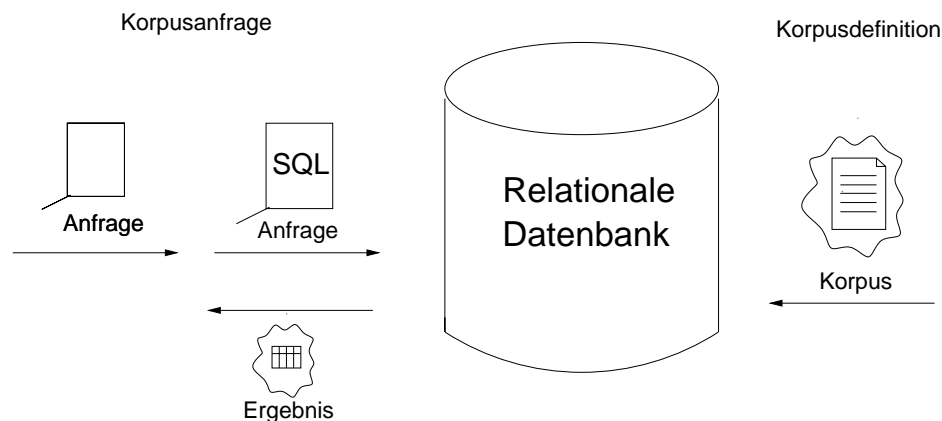 Korpusanfrage
Korpusdefinition
SQL
Anfrage
Anfrage
Relationale
Datenbank
Korpus
Ergebnis